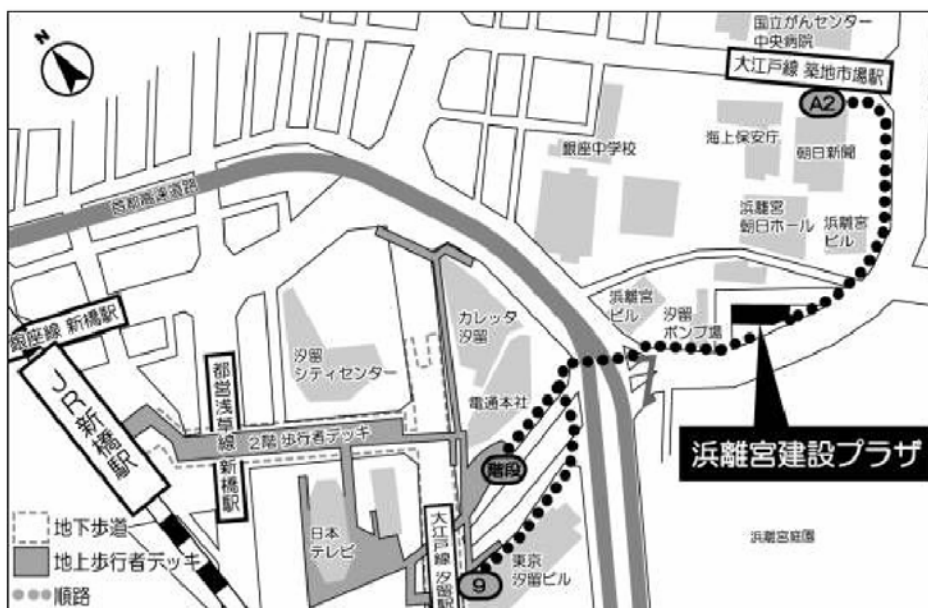 N
国立がんセンター
中央病院
大江戸線 築地市場駅
A2
銀座中学校
海上保安庁
朝日新聞
首都高速道路
浜離宮
朝日ホール
浜離宮
ビル
銀座線 新橋駅
JR新橋駅
都営浅草線 新橋駅
汐留
シティセンター
カレッタ
汐留
浜離宮
ビル
汐留
ポンプ場
電通本社
2階 歩行者デッキ
階段
浜離宮建設プラザ
日本
テレビ
大江戸線 汐留駅
9
東京
汐留ビル
浜離宮庭園
地下歩道
地上歩行者デッキ
順路